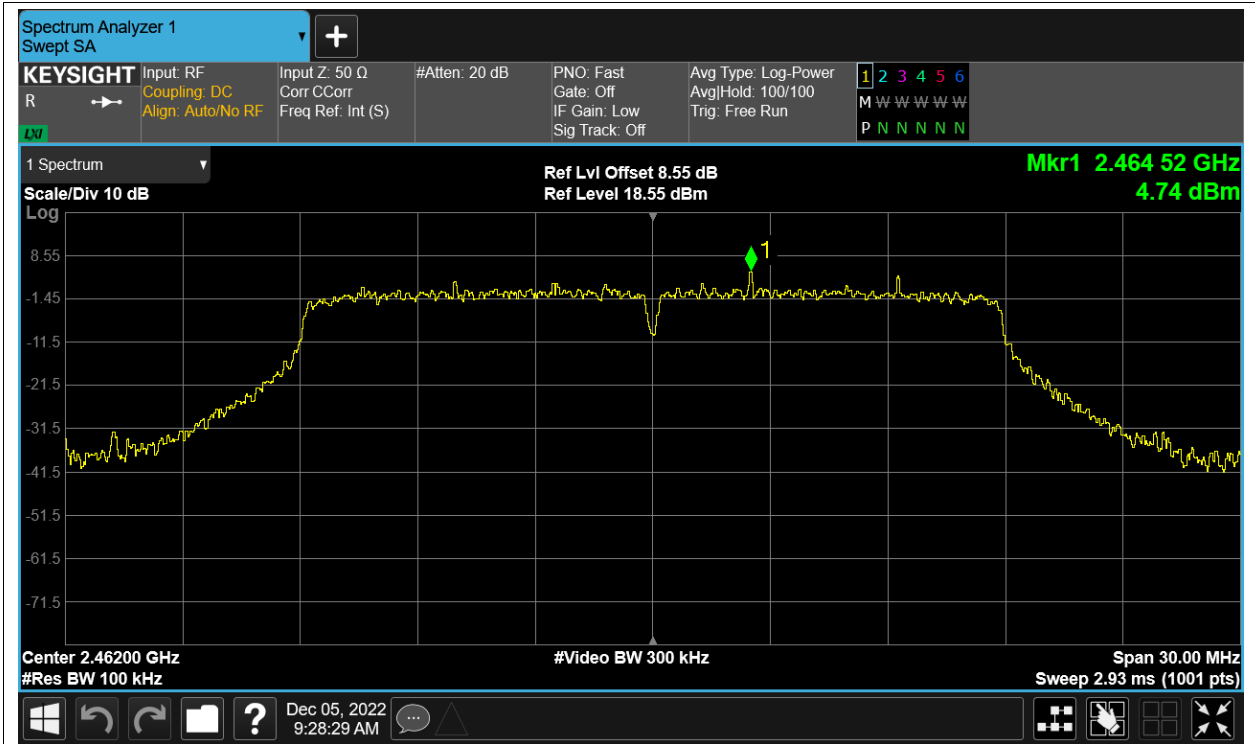 Spectrum Analyzer 1
Swept SA
KEYSIGHT
R
LXI
Input: RF
Coupling: DC
Align: Auto/No RF
Input Z: 50 Ω
Corr CCorr
Freq Ref: Int (S)
#Atten: 20 dB
PNO: Fast
Gate: Off
IF Gain: Low
Sig Track: Off
Avg Type: Log-Power
Avg|Hold: 100/100
Trig: Free Run
1 2 3 4 5 6
M W W W W W
P N N N N N
1 Spectrum
Scale/Div 10 dB
Log
Ref Lvl Offset 8.55 dB
Ref Level 18.55 dBm
Mkr1 2.464 52 GHz
4.74 dBm
1
8.55
-1.45
-11.5
-21.5
-31.5
-41.5
-51.5
-61.5
-71.5
Center 2.46200 GHz
#Res BW 100 kHz
#Video BW 300 kHz
Span 30.00 MHz
Sweep 2.93 ms (1001 pts)
?
Dec 05, 2022
9:28:29 AM